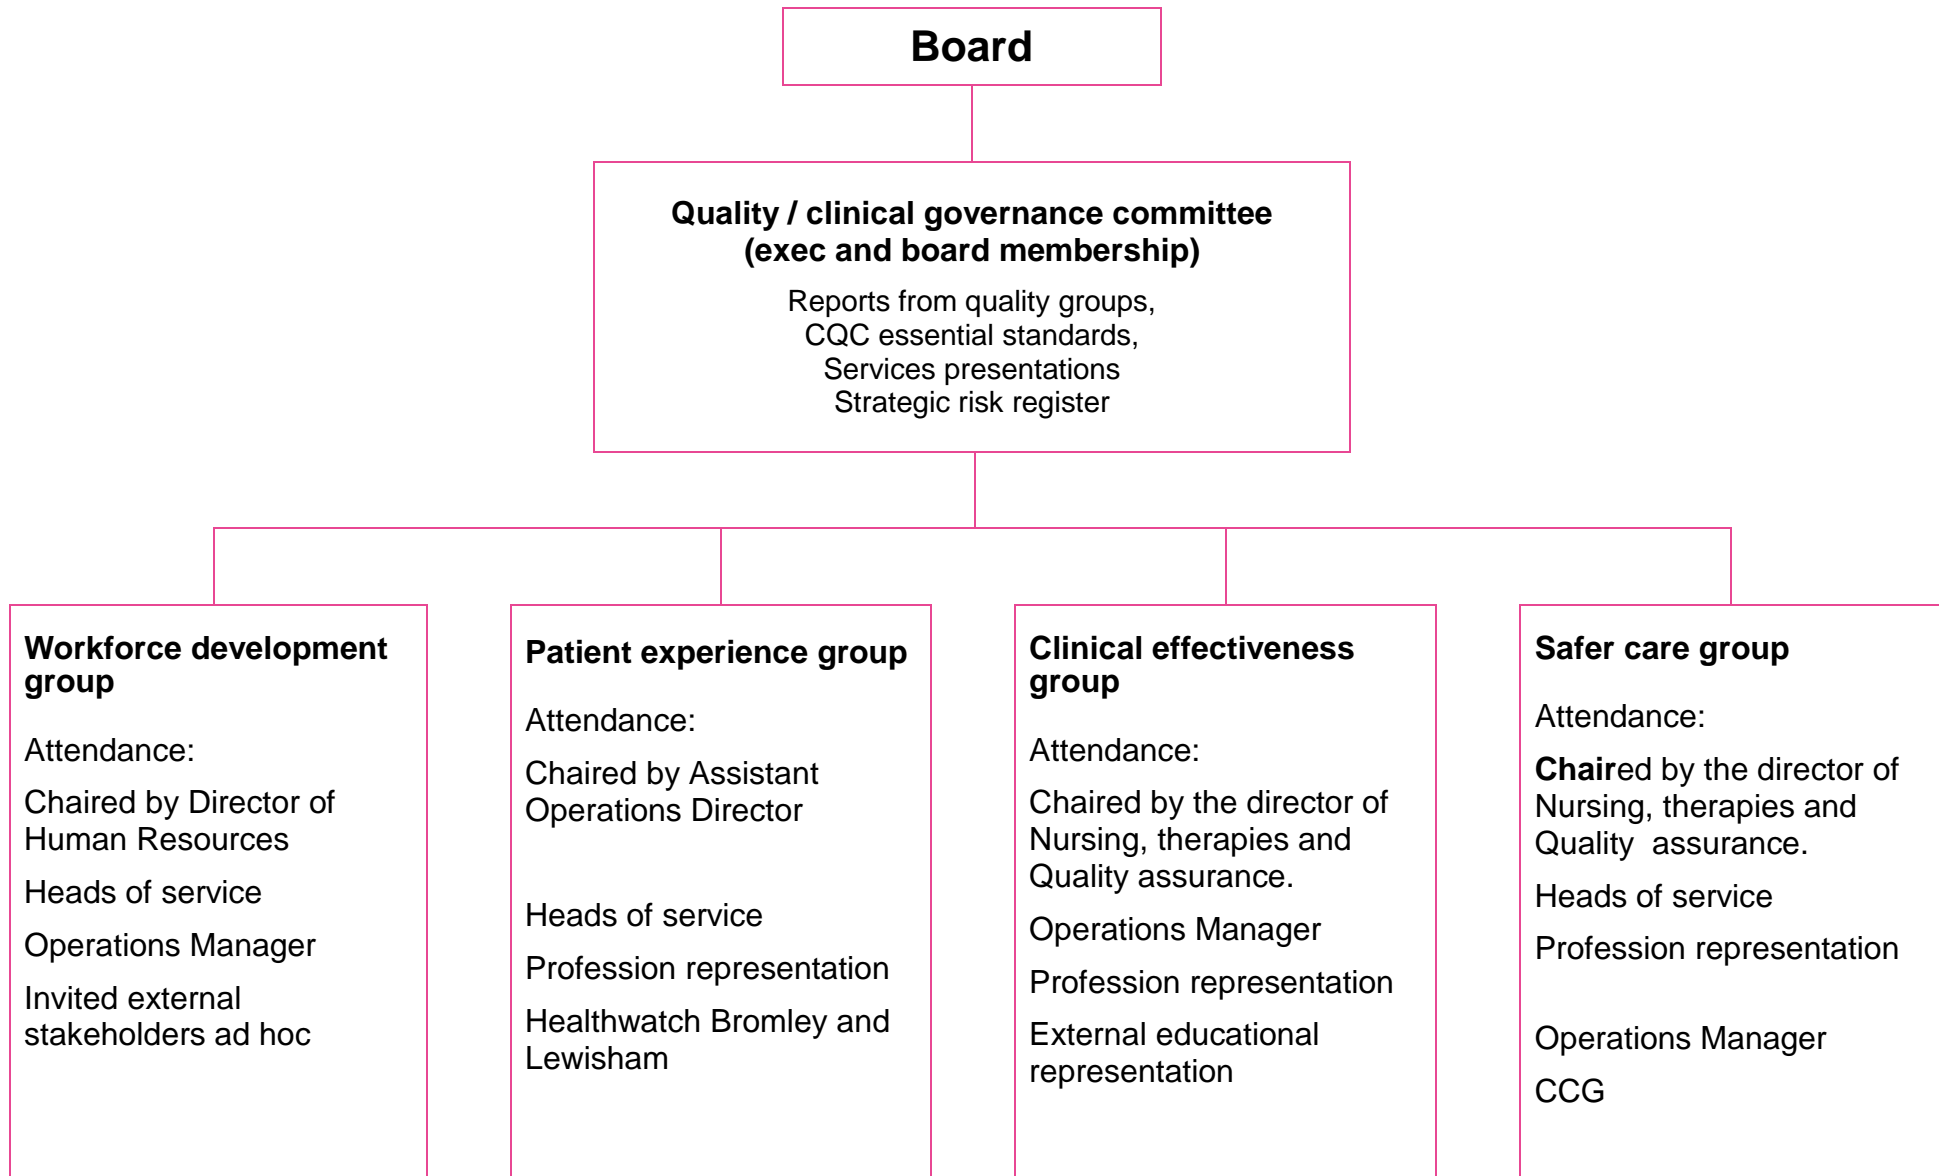 Board
Quality / clinical governance committee
(exec and board membership)
Reports from quality groups,
CQC essential standards,
Services presentations
Strategic risk register
Workforce development
group
Attendance:
Chaired by Director of
Human Resources
Heads of service
Operations Manager
Invited external
stakeholders ad hoc
Patient experience group
Attendance:
Chaired by Assistant
Operations Director
Heads of service
Profession representation
Healthwatch Bromley and
Lewisham
Clinical effectiveness
group
Attendance:
Chaired by the director of
Nursing, therapies and
Quality assurance.
Operations Manager
Profession representation
External educational
representation
Safer care group
Attendance:
Chaired by the director of
Nursing, therapies and
Quality  assurance.
Heads of service
Profession representation
Operations Manager
CCG